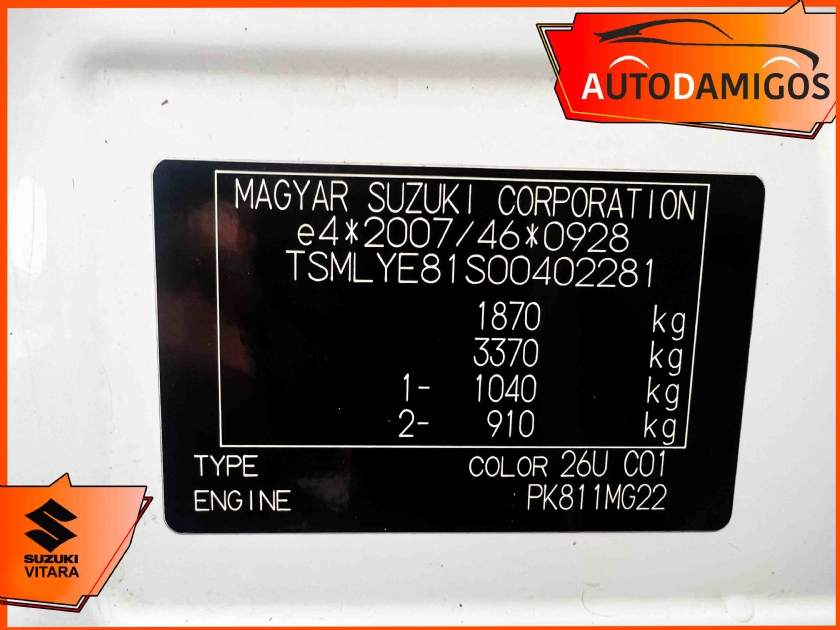 AUTODAMIGOS
MAGYAR SUZUKI CORPORATION
e4*2007/46*0928
TSMLYE81S00402281
1870 kg
3370 kg
1- 1040 kg
2- 910 kg
TYPE COLOR 26U C01
ENGINE PK811MG22
SUZUKI
VITARA